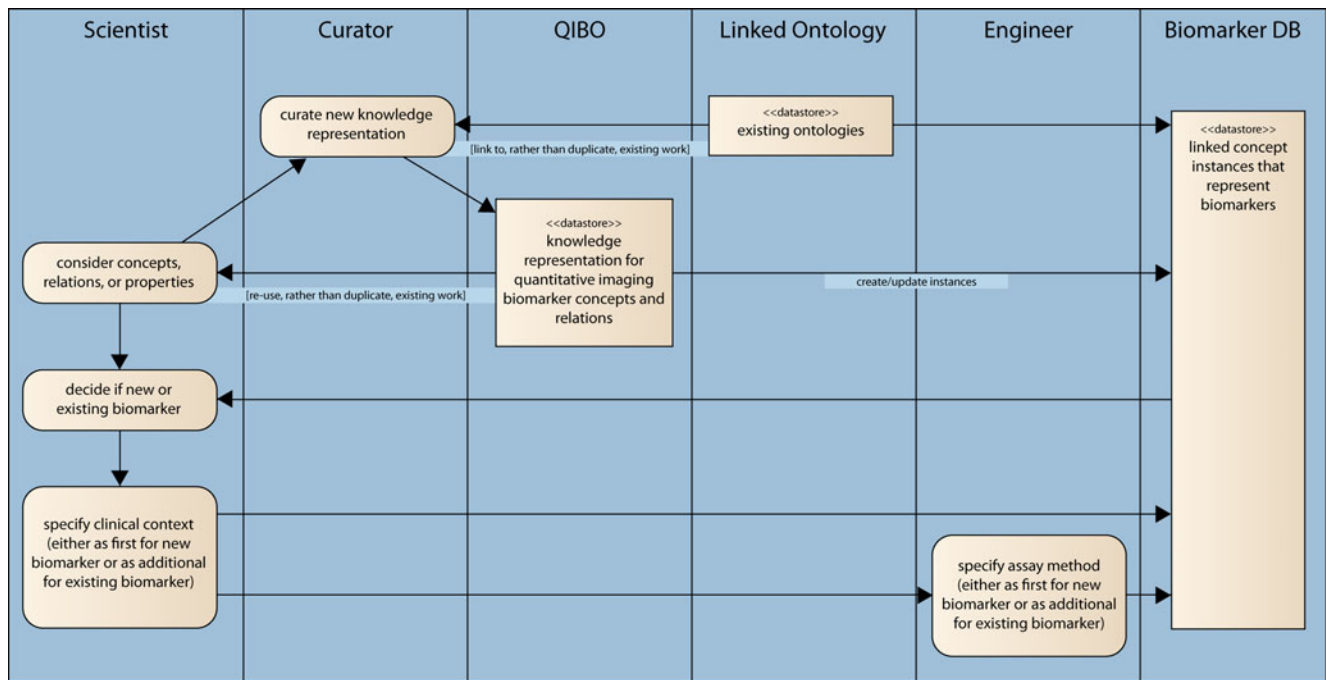 Scientist
Curator
QIBO
Linked Ontology
Engineer
Biomarker DB
curate new knowledge
representation
<<datastore>>
existing ontologies
<<datastore>>
linked concept
instances that
represent
biomarkers
[link to, rather than duplicate, existing work]
<<datastore>>
knowledge
representation for
quantitative imaging
biomarker concepts and
relations
consider concepts,
relations, or properties
[re-use, rather than duplicate, existing work]
create/update instances
decide if new or
existing biomarker
specify clinical context
(either as first for new
biomarker or as additional
for existing biomarker)
specify assay method
(either as first for new
biomarker or as additional
for existing biomarker)